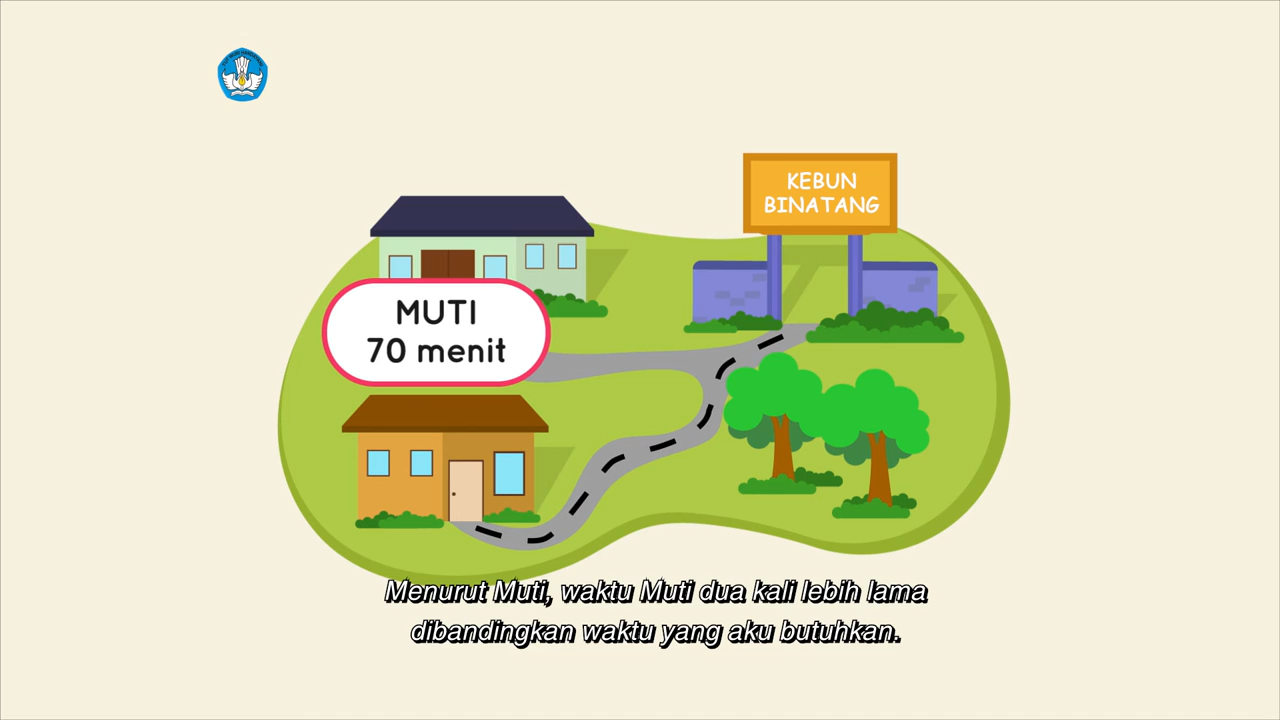 KEBUN
BINATANG
MUTI
70 menit
Menurut Muti, waktu Muti dua kali lebih lama
dibandingkan waktu yang aku butuhkan.